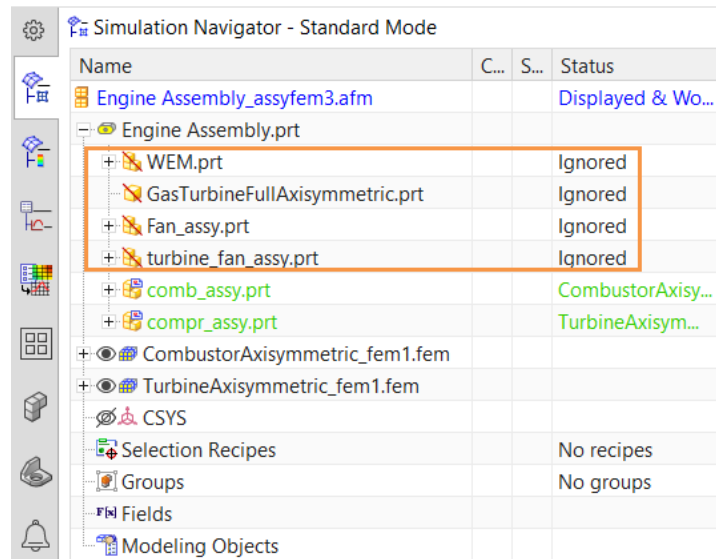 Simulation Navigator - Standard Mode
Name C... S... Status
Engine Assembly_assyfem3.afm Displayed & Wo...
Engine Assembly.prt
WEM.prt Ignored
GasTurbineFullAxisymmetric.prt Ignored
Fan_assy.prt Ignored
turbine_fan_assy.prt Ignored
comb_assy.prt CombustorAxisy...
compr_assy.prt TurbineAxisym...
CombustorAxisymmetric_fem1.fem
TurbineAxisymmetric_fem1.fem
CSYS
Selection Recipes No recipes
Groups No groups
F(x) Fields
Modeling Objects